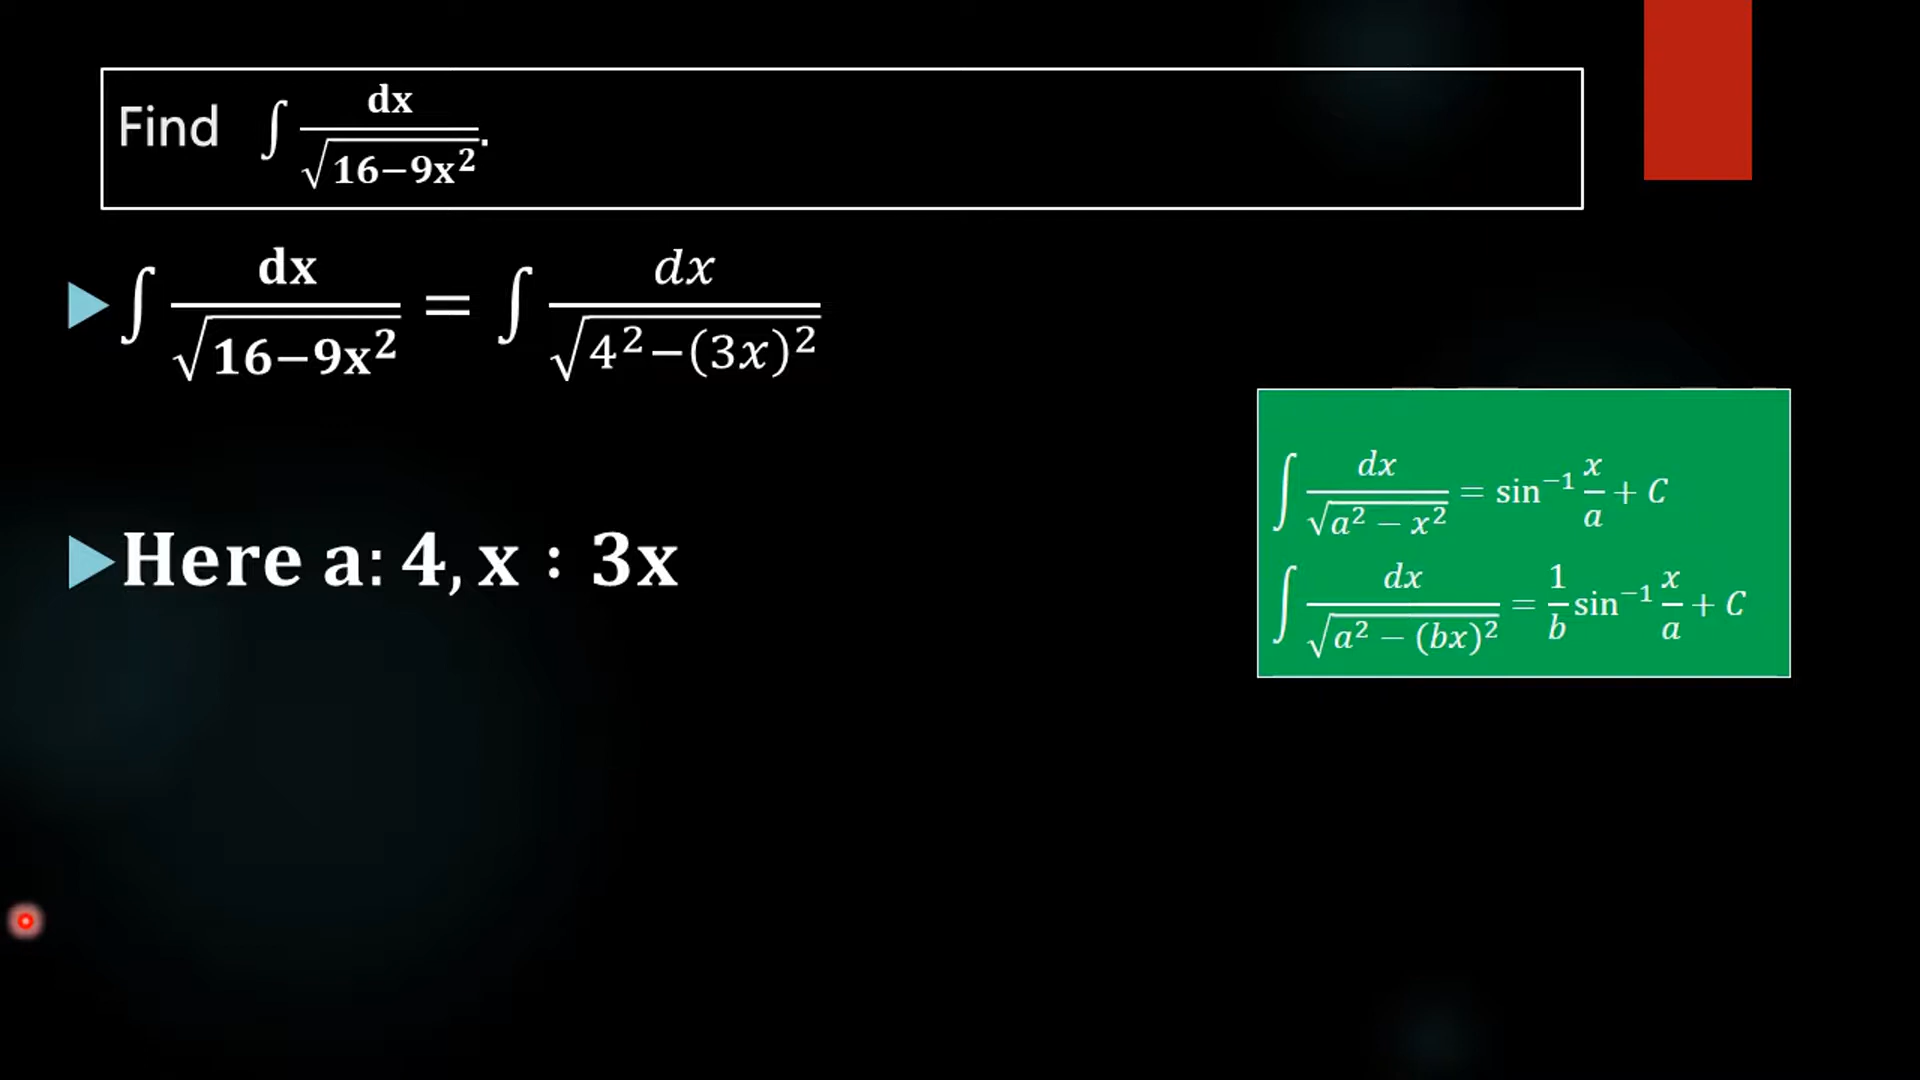 Find ∫ dx/√(16−9x²).
∫ dx/√(16−9x²) = ∫ dx/√(4²−(3x)²)
Here a: 4, x : 3x
∫ dx/√(a² − x²) = sin⁻¹ x/a + C
∫ dx/√(a² − (bx)²) = 1/b sin⁻¹ x/a + C